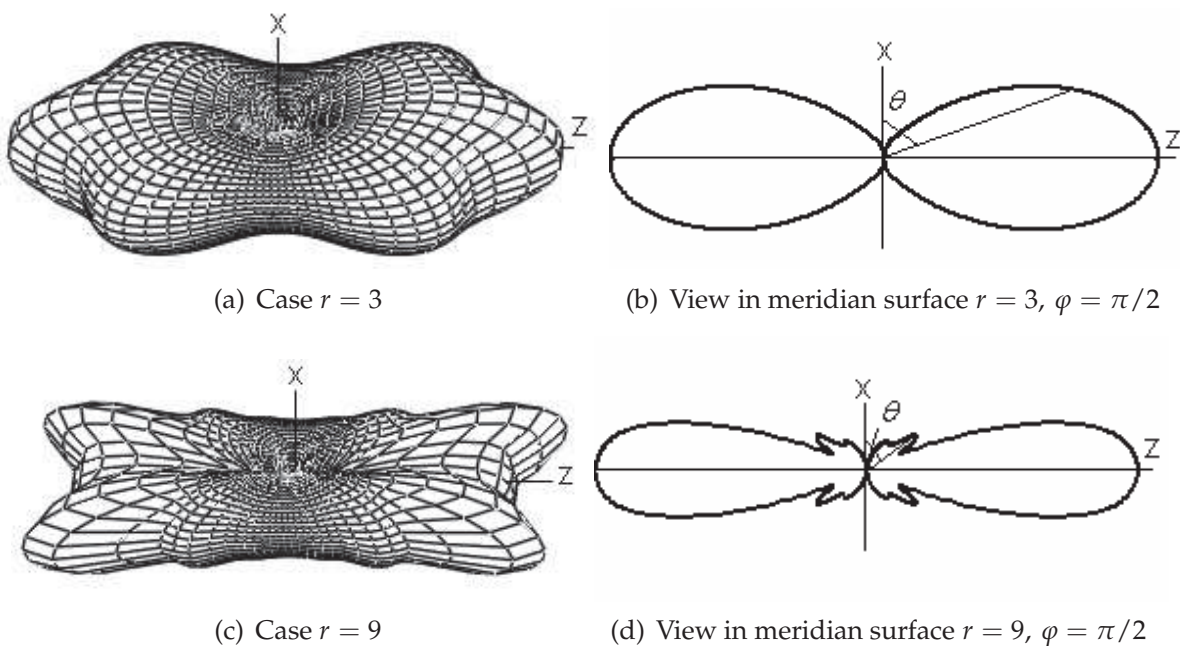 X
Z
(a) Case r = 3
X
θ
Z
(b) View in meridian surface r = 3, φ = π/2
X
Z
(c) Case r = 9
X
θ
Z
(d) View in meridian surface r = 9, φ = π/2